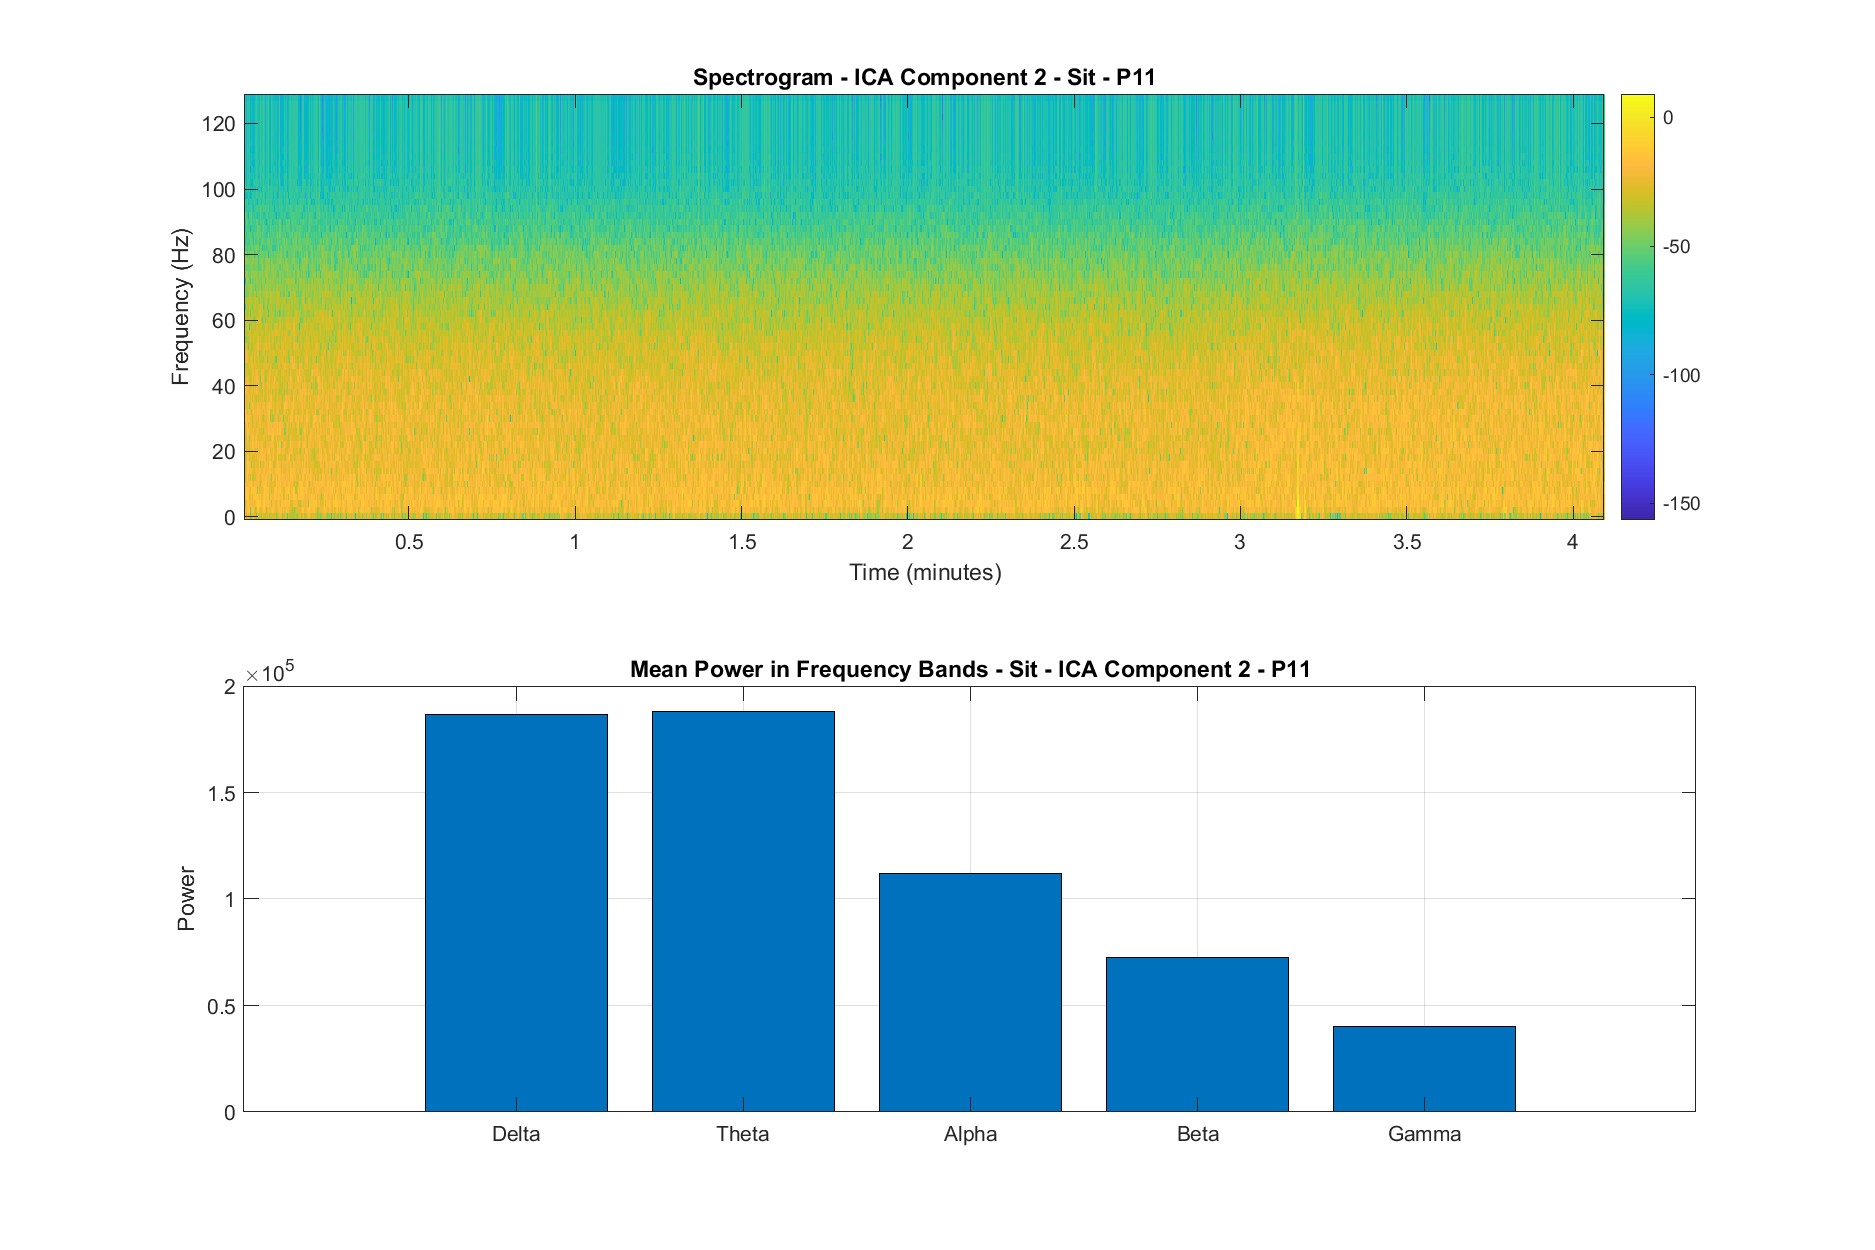 Spectrogram - ICA Component 2 - Sit - P11
120
100
80
60
40
20
0
Frequency (Hz)
0.5 1 1.5 2 2.5 3 3.5 4
Time (minutes)
0
-50
-100
-150
Mean Power in Frequency Bands - Sit - ICA Component 2 - P11
×10⁵
2
1.5
1
0.5
0
Power
Delta Theta Alpha Beta Gamma